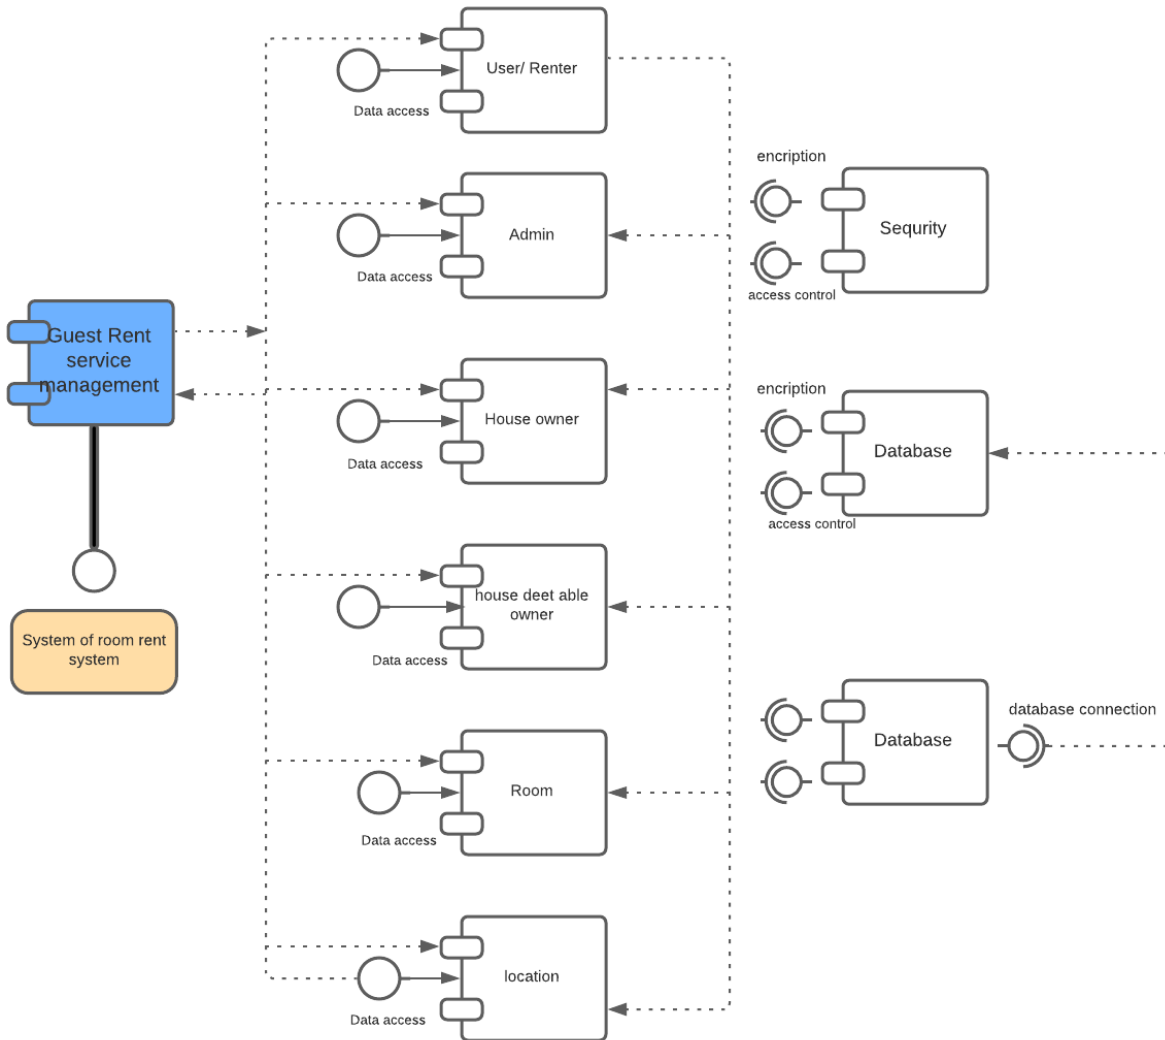 User/ Renter
Data access
encription
Sequrity
access control
Admin
Data access
Guest Rent
service
management
House owner
Data access
encription
Database
access control
System of room rent
system
house deet able
owner
Data access
Database
database connection
Room
Data access
location
Data access